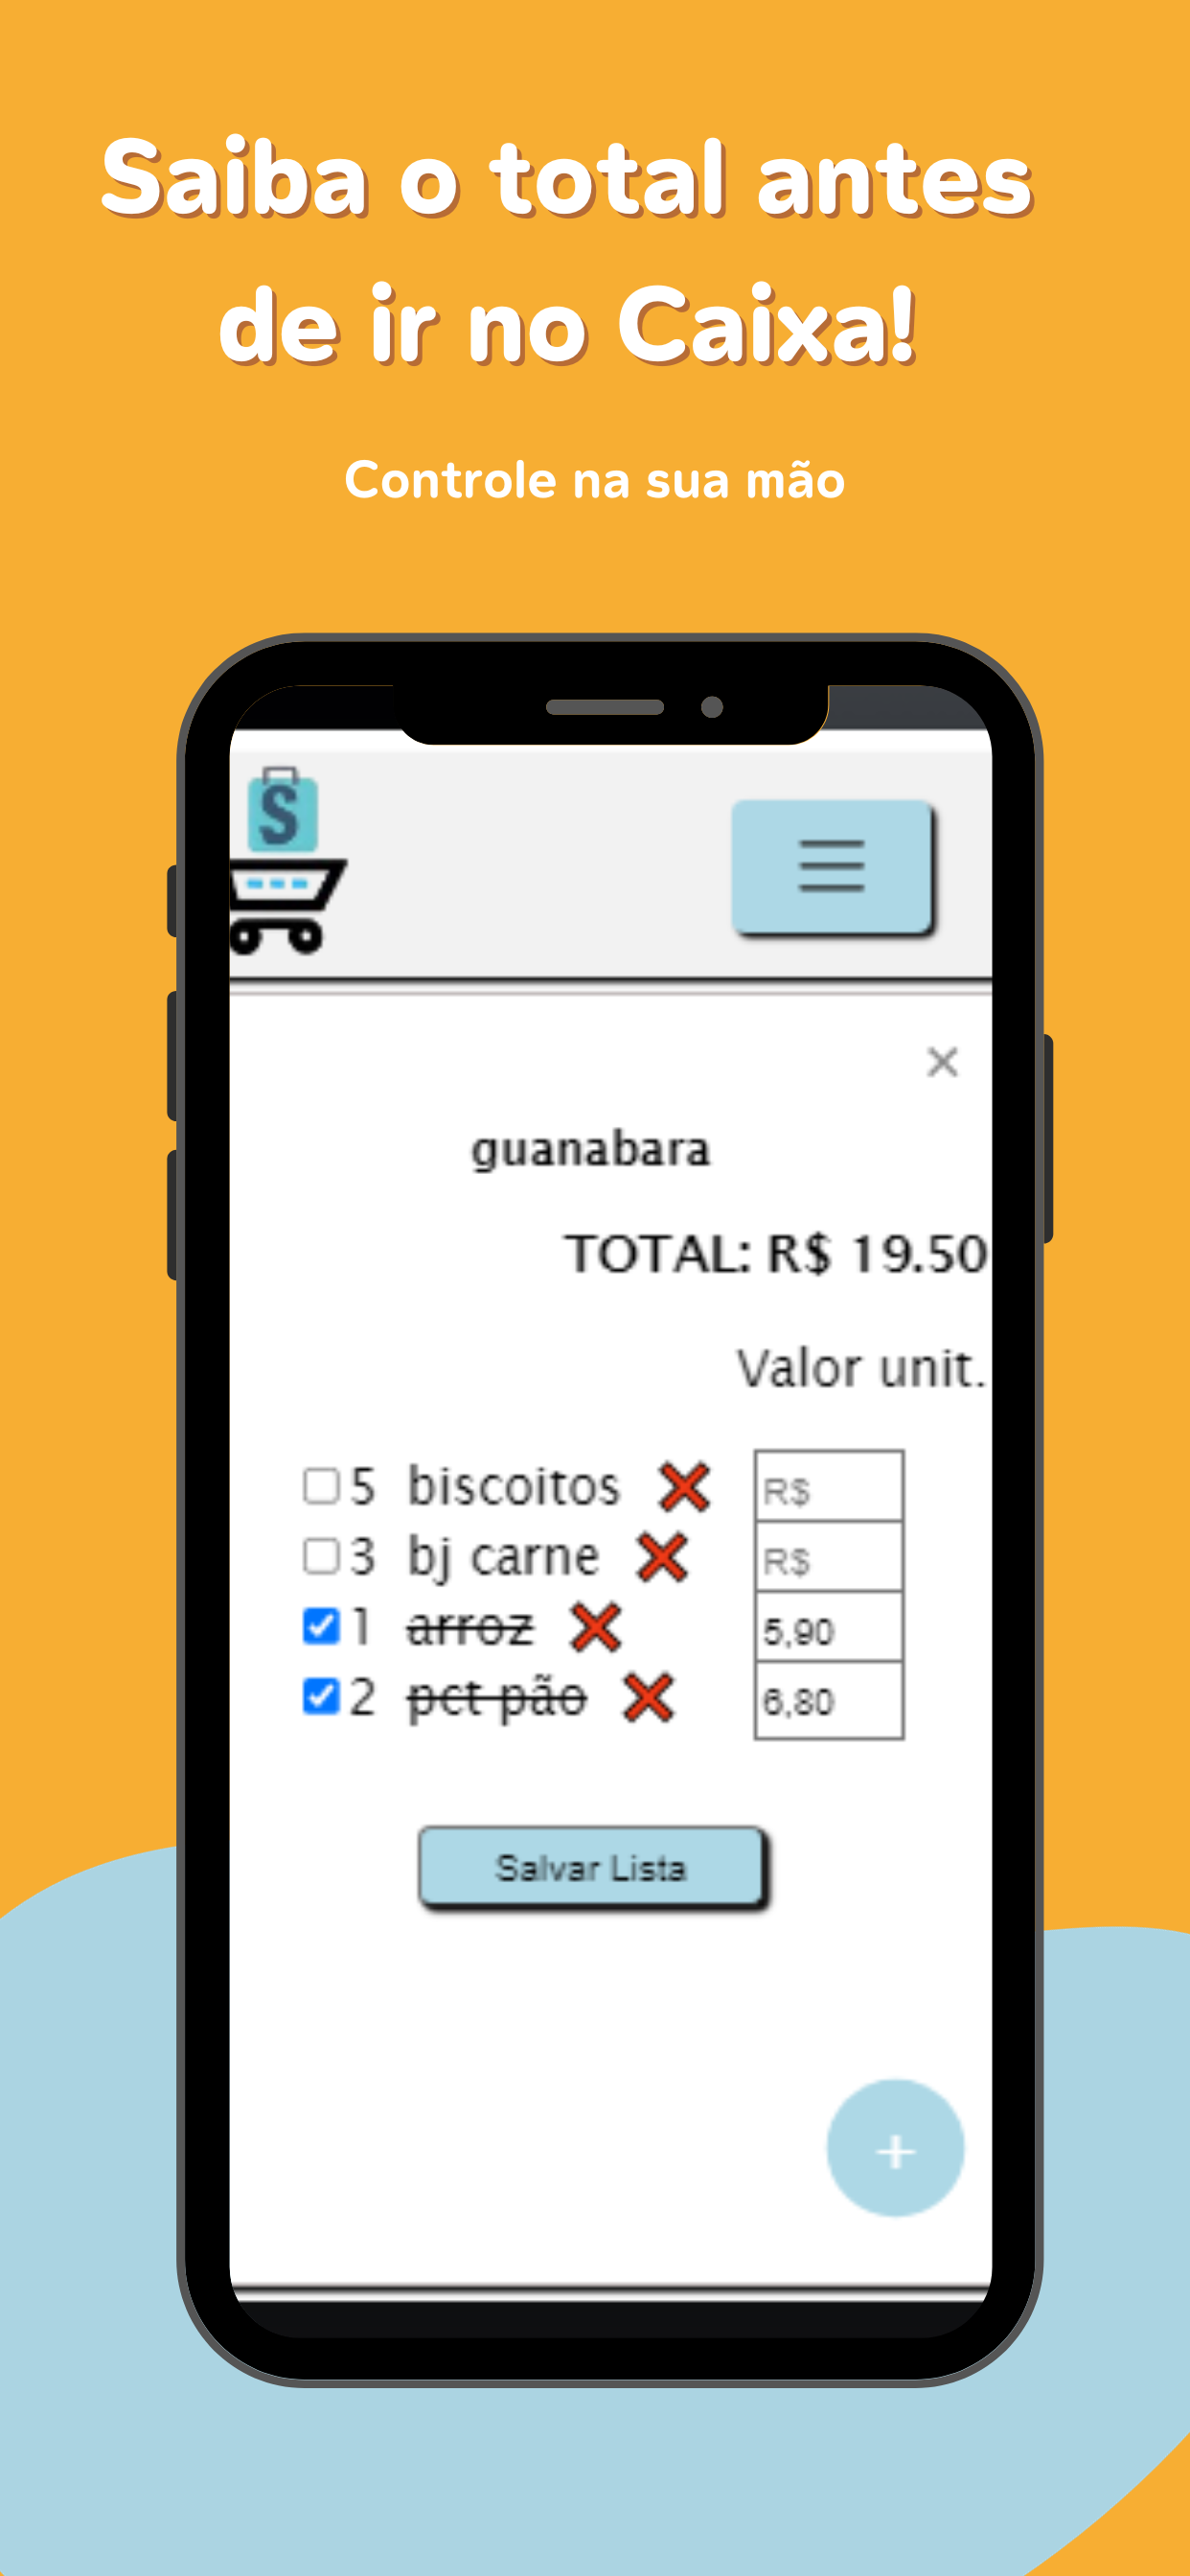 Saiba o total antes
de ir no Caixa!
Controle na sua mão
S
guanabara
TOTAL: R$ 19.50
Valor unit.
5 biscoitos R$
3 bj carne R$
1 arroz 5,90
2 pct pão 6,80
Salvar Lista
+